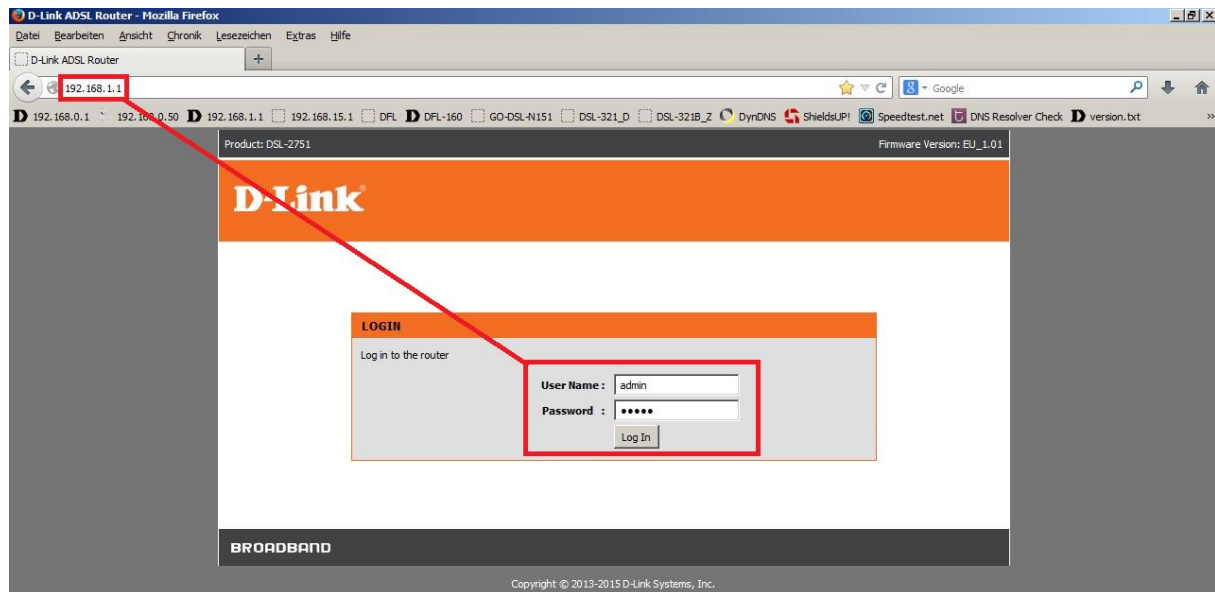 D-Link ADSL Router - Mozilla Firefox
Datei Bearbeiten Ansicht Chronik Lesezeichen Extras Hilfe
D-Link ADSL Router
192.168.1.1
Google
192.168.0.1 192.168.0.50 192.168.1.1 192.168.15.1 DFL DFL-160 GO-DSL-N151 DSL-321_D DSL-321B_Z DynDNS ShieldsUP! Speedtest.net DNS Resolver Check version.txt
Product: DSL-2751 Firmware Version: EU_1.01
D-Link
LOGIN
Log in to the router
User Name : admin
Password : •••••
Log In
BROADBAND
Copyright © 2013-2015 D-Link Systems, Inc.